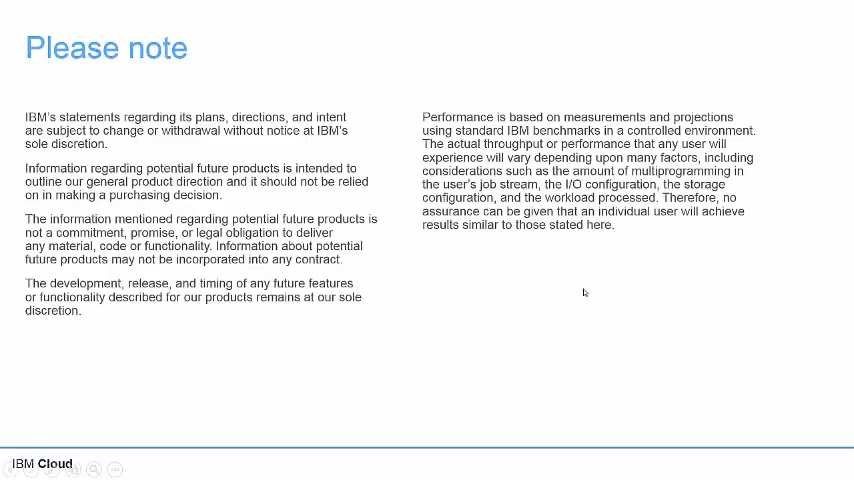 Please note
IBM's statements regarding its plans, directions, and intent
are subject to change or withdrawal without notice at IBM's
sole discretion.
Information regarding potential future products is intended to
outline our general product direction and it should not be relied
on in making a purchasing decision.
The information mentioned regarding potential future products is
not a commitment, promise, or legal obligation to deliver
any material, code or functionality. Information about potential
future products may not be incorporated into any contract.
The development, release, and timing of any future features
or functionality described for our products remains at our sole
discretion.
Performance is based on measurements and projections
using standard IBM benchmarks in a controlled environment.
The actual throughput or performance that any user will
experience will vary depending upon many factors, including
considerations such as the amount of multiprogramming in
the user's job stream, the I/O configuration, the storage
configuration, and the workload processed. Therefore, no
assurance can be given that an individual user will achieve
results similar to those stated here.
IBM Cloud